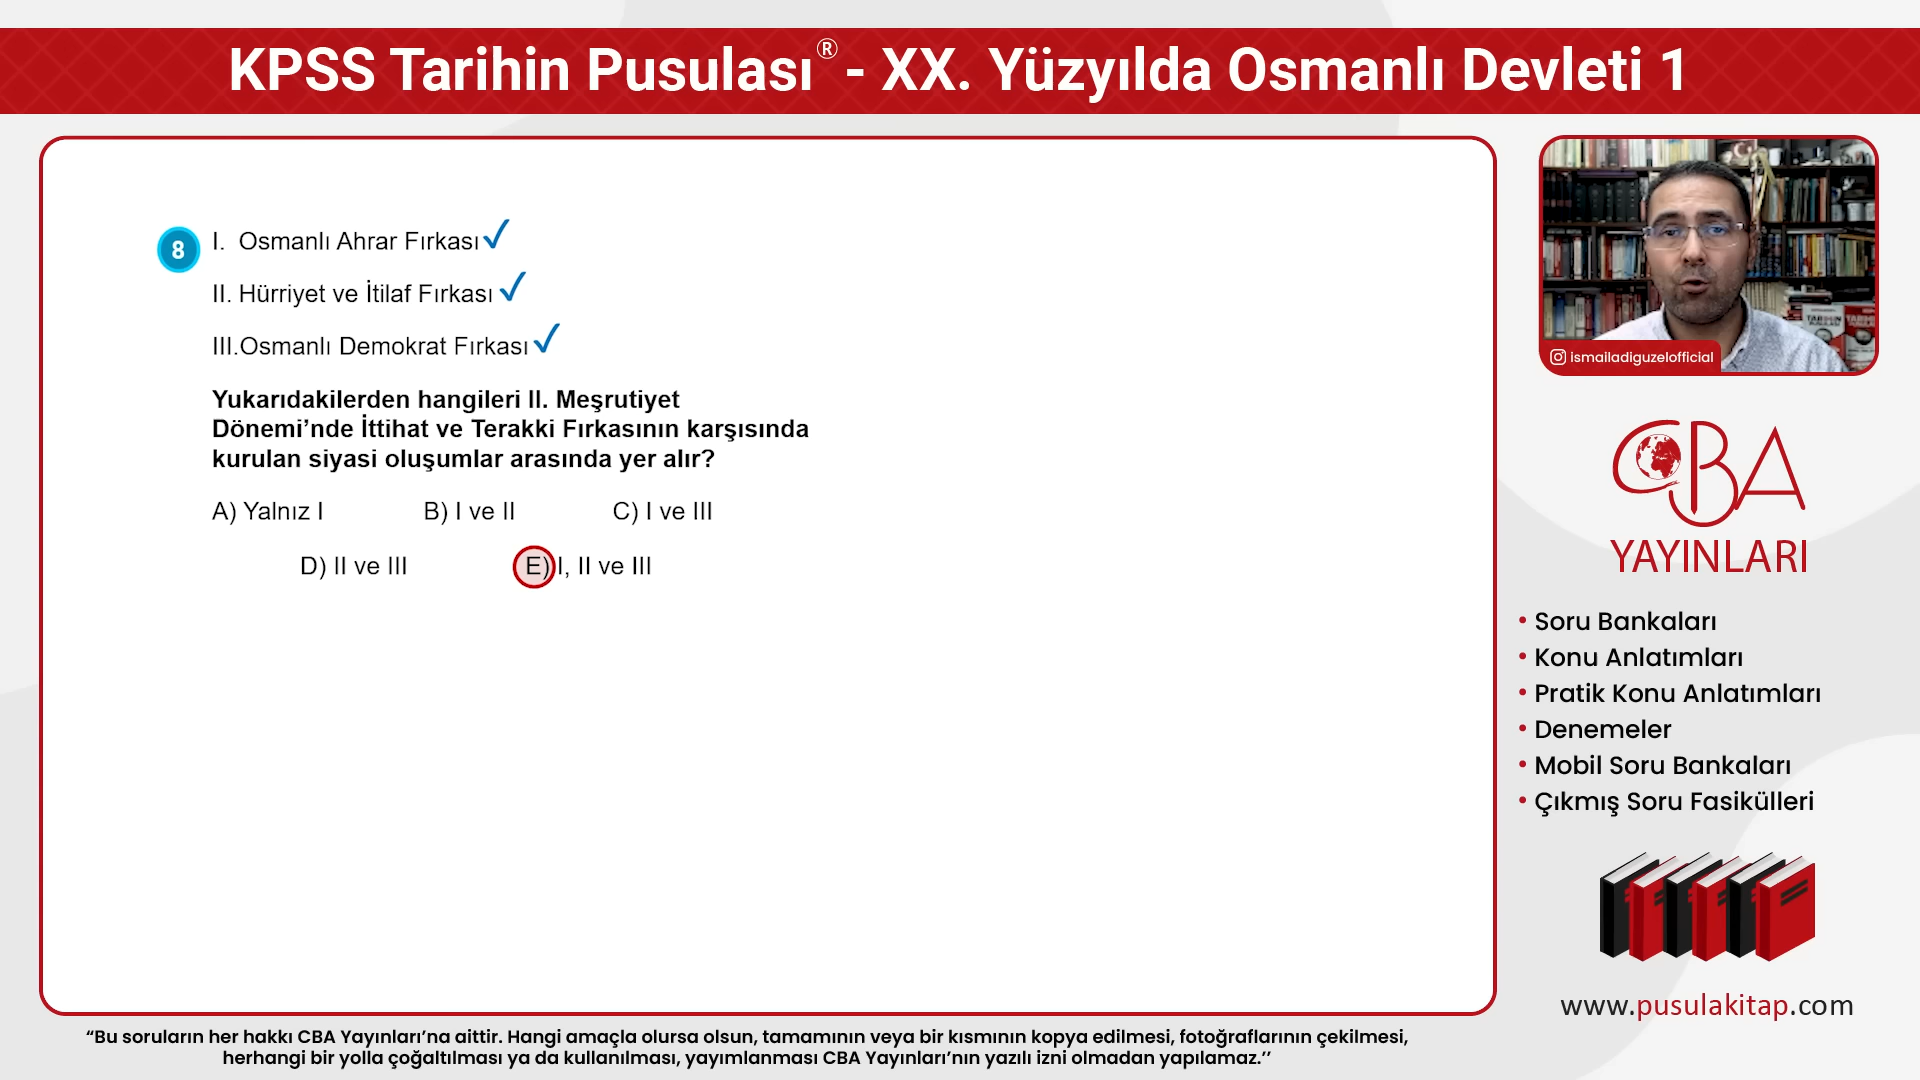 KPSS Tarihin Pusulası® - XX. Yüzyılda Osmanlı Devleti 1
8
I. Osmanlı Ahrar Fırkası
II. Hürriyet ve İtilaf Fırkası
III.Osmanlı Demokrat Fırkası
Yukarıdakilerden hangileri II. Meşrutiyet
Dönemi’nde İttihat ve Terakki Fırkasının karşısında
kurulan siyasi oluşumlar arasında yer alır?
A) Yalnız I B) I ve II C) I ve III
D) II ve III E) I, II ve III
ismailadiguzelofficial
CBA
YAYINLARI
• Soru Bankaları
• Konu Anlatımları
• Pratik Konu Anlatımları
• Denemeler
• Mobil Soru Bankaları
• Çıkmış Soru Fasikülleri
www.pusulakitap.com
“Bu soruların her hakkı CBA Yayınları’na aittir. Hangi amaçla olursa olsun, tamamının veya bir kısmının kopya edilmesi, fotoğraflarının çekilmesi,
herhangi bir yolla çoğaltılması ya da kullanılması, yayımlanması CBA Yayınları’nın yazılı izni olmadan yapılamaz.’’